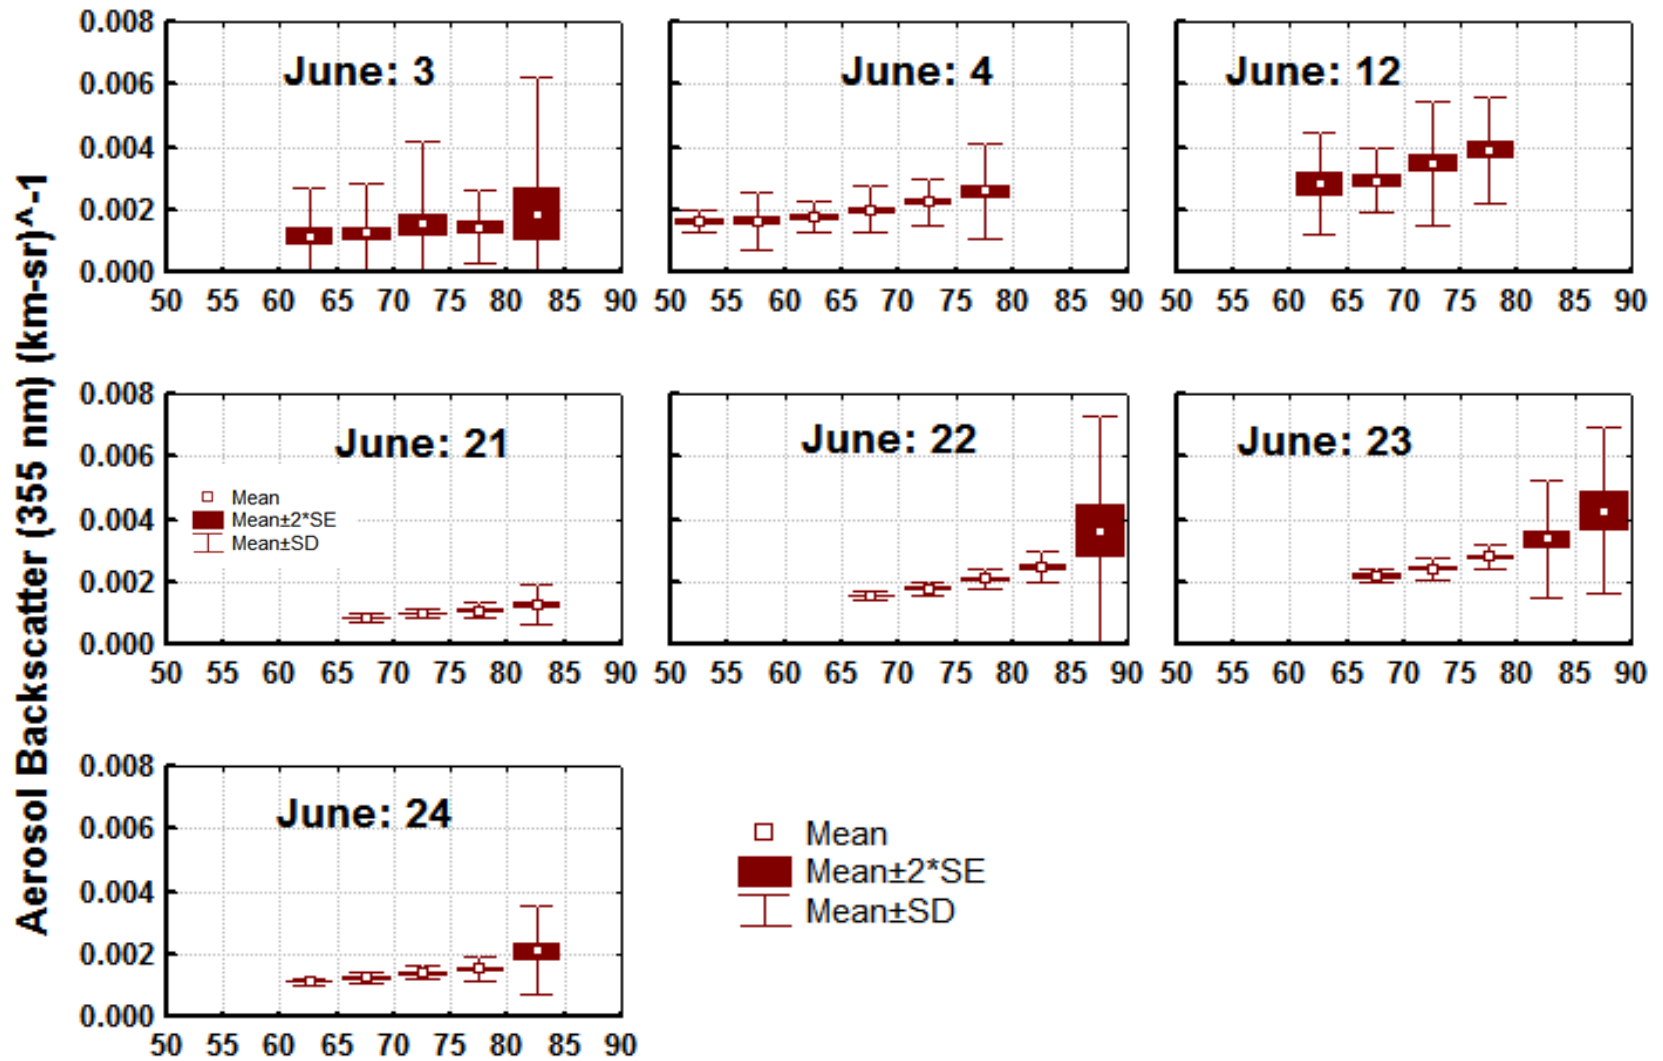 Aerosol Backscatter (355 nm) (km-sr)^-1
0.008
0.006
0.004
0.002
0.000
June: 3
50 55 60 65 70 75 80 85 90
June: 4
50 55 60 65 70 75 80 85 90
June: 12
50 55 60 65 70 75 80 85 90
0.008
0.006
0.004
0.002
0.000
June: 21
Mean
Mean±2*SE
Mean±SD
50 55 60 65 70 75 80 85 90
June: 22
50 55 60 65 70 75 80 85 90
June: 23
50 55 60 65 70 75 80 85 90
0.008
0.006
0.004
0.002
0.000
June: 24
50 55 60 65 70 75 80 85 90
Mean
Mean±2*SE
Mean±SD